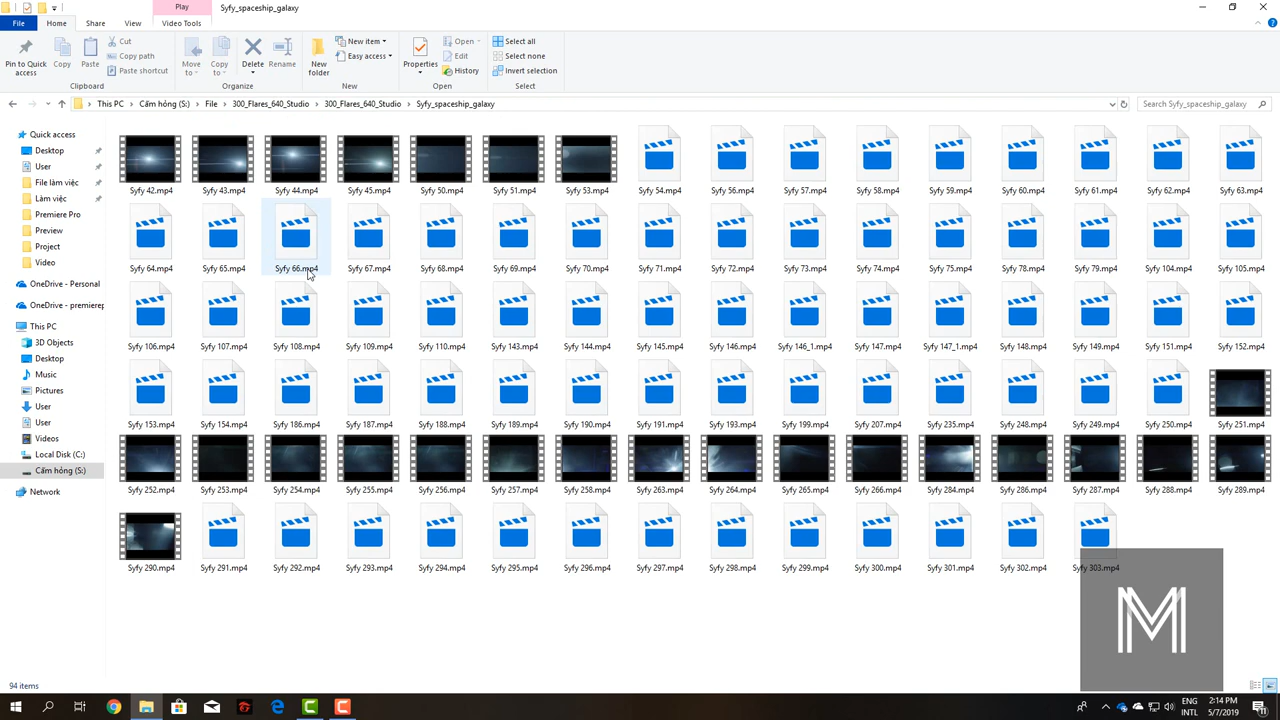 Play
Syfy_spaceship_galaxy
File
Home
Share
View
Video Tools
Pin to Quick access
Copy
Paste
Cut
Copy path
Paste shortcut
Clipboard
Move to
Copy to
Delete
Rename
Organize
New folder
New item
Easy access
New
Properties
Open
Edit
History
Open
Select all
Select none
Invert selection
Select
This PC
Cấm hóng (S:)
File
300_Flares_640_Studio
300_Flares_640_Studio
Syfy_spaceship_galaxy
Search Syfy_spaceship_galaxy
Quick access
Desktop
User
File làm việc
Làm việc
Premiere Pro
Preview
Project
Video
OneDrive - Personal
OneDrive - premierep
This PC
3D Objects
Desktop
Music
Pictures
User
User
Videos
Local Disk (C:)
Cấm hóng (S:)
Network
Syfy 42.mp4 Syfy 43.mp4 Syfy 44.mp4 Syfy 45.mp4 Syfy 50.mp4 Syfy 51.mp4 Syfy 53.mp4 Syfy 54.mp4 Syfy 56.mp4 Syfy 57.mp4 Syfy 58.mp4 Syfy 59.mp4 Syfy 60.mp4 Syfy 61.mp4 Syfy 62.mp4 Syfy 63.mp4
Syfy 64.mp4 Syfy 65.mp4 Syfy 66.mp4 Syfy 67.mp4 Syfy 68.mp4 Syfy 69.mp4 Syfy 70.mp4 Syfy 71.mp4 Syfy 72.mp4 Syfy 73.mp4 Syfy 74.mp4 Syfy 75.mp4 Syfy 78.mp4 Syfy 79.mp4 Syfy 104.mp4 Syfy 105.mp4
Syfy 106.mp4 Syfy 107.mp4 Syfy 108.mp4 Syfy 109.mp4 Syfy 110.mp4 Syfy 143.mp4 Syfy 144.mp4 Syfy 145.mp4 Syfy 146.mp4 Syfy 146_1.mp4 Syfy 147.mp4 Syfy 147_1.mp4 Syfy 148.mp4 Syfy 149.mp4 Syfy 151.mp4 Syfy 152.mp4
Syfy 153.mp4 Syfy 154.mp4 Syfy 186.mp4 Syfy 187.mp4 Syfy 188.mp4 Syfy 189.mp4 Syfy 190.mp4 Syfy 191.mp4 Syfy 193.mp4 Syfy 199.mp4 Syfy 207.mp4 Syfy 235.mp4 Syfy 248.mp4 Syfy 249.mp4 Syfy 250.mp4 Syfy 251.mp4
Syfy 252.mp4 Syfy 253.mp4 Syfy 254.mp4 Syfy 255.mp4 Syfy 256.mp4 Syfy 257.mp4 Syfy 258.mp4 Syfy 263.mp4 Syfy 264.mp4 Syfy 265.mp4 Syfy 266.mp4 Syfy 284.mp4 Syfy 286.mp4 Syfy 287.mp4 Syfy 288.mp4 Syfy 289.mp4
Syfy 290.mp4 Syfy 291.mp4 Syfy 292.mp4 Syfy 293.mp4 Syfy 294.mp4 Syfy 295.mp4 Syfy 296.mp4 Syfy 297.mp4 Syfy 298.mp4 Syfy 299.mp4 Syfy 300.mp4 Syfy 301.mp4 Syfy 302.mp4 Syfy 303.mp4
M
94 items
ENG
INTL
2:14 PM
5/7/2019